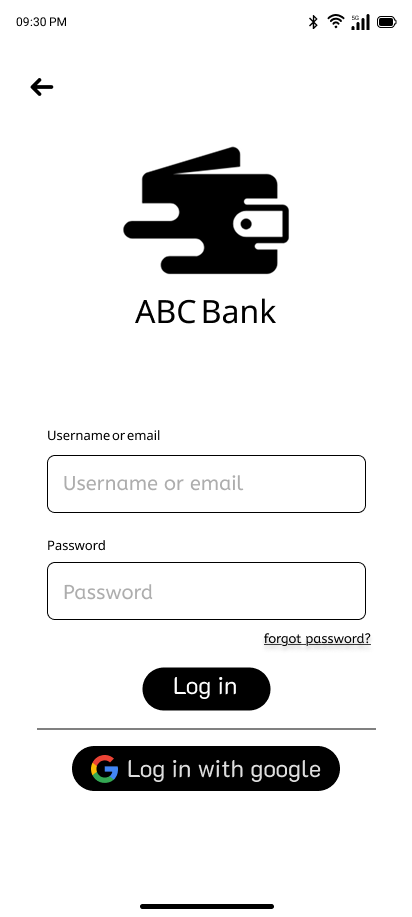 09:30 PM
5G
ABC Bank
Username or email
Username or email
Password
Password
forgot password?
Log in
Log in with google